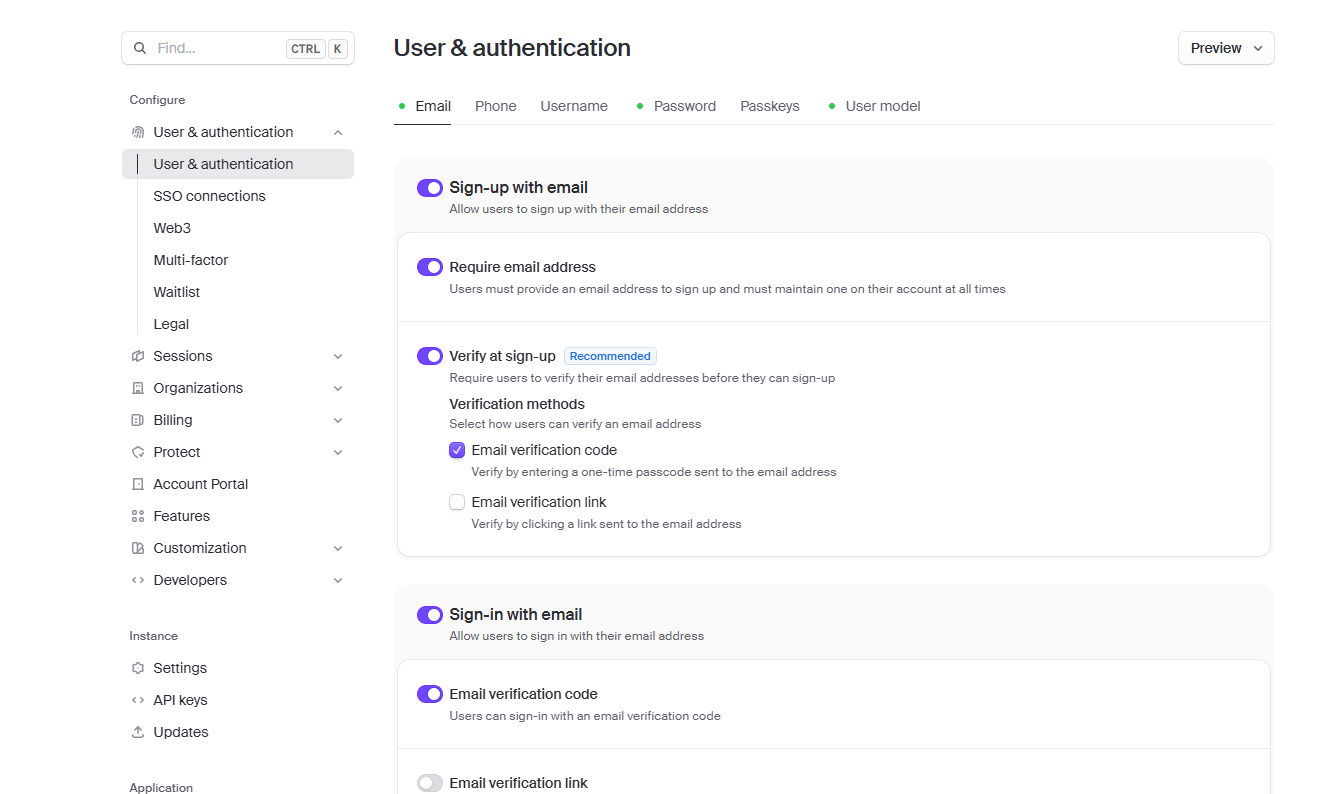 Find...
CTRL K
Configure
User & authentication
User & authentication
SSO connections
Web3
Multi-factor
Waitlist
Legal
Sessions
Organizations
Billing
Protect
Account Portal
Features
Customization
Developers
Instance
Settings
API keys
Updates
Application
User & authentication
Preview
Email Phone Username Password Passkeys User model
Sign-up with email
Allow users to sign up with their email address
Require email address
Users must provide an email address to sign up and must maintain one on their account at all times
Verify at sign-up Recommended
Require users to verify their email addresses before they can sign-up
Verification methods
Select how users can verify an email address
Email verification code
Verify by entering a one-time passcode sent to the email address
Email verification link
Verify by clicking a link sent to the email address
Sign-in with email
Allow users to sign in with their email address
Email verification code
Users can sign-in with an email verification code
Email verification link